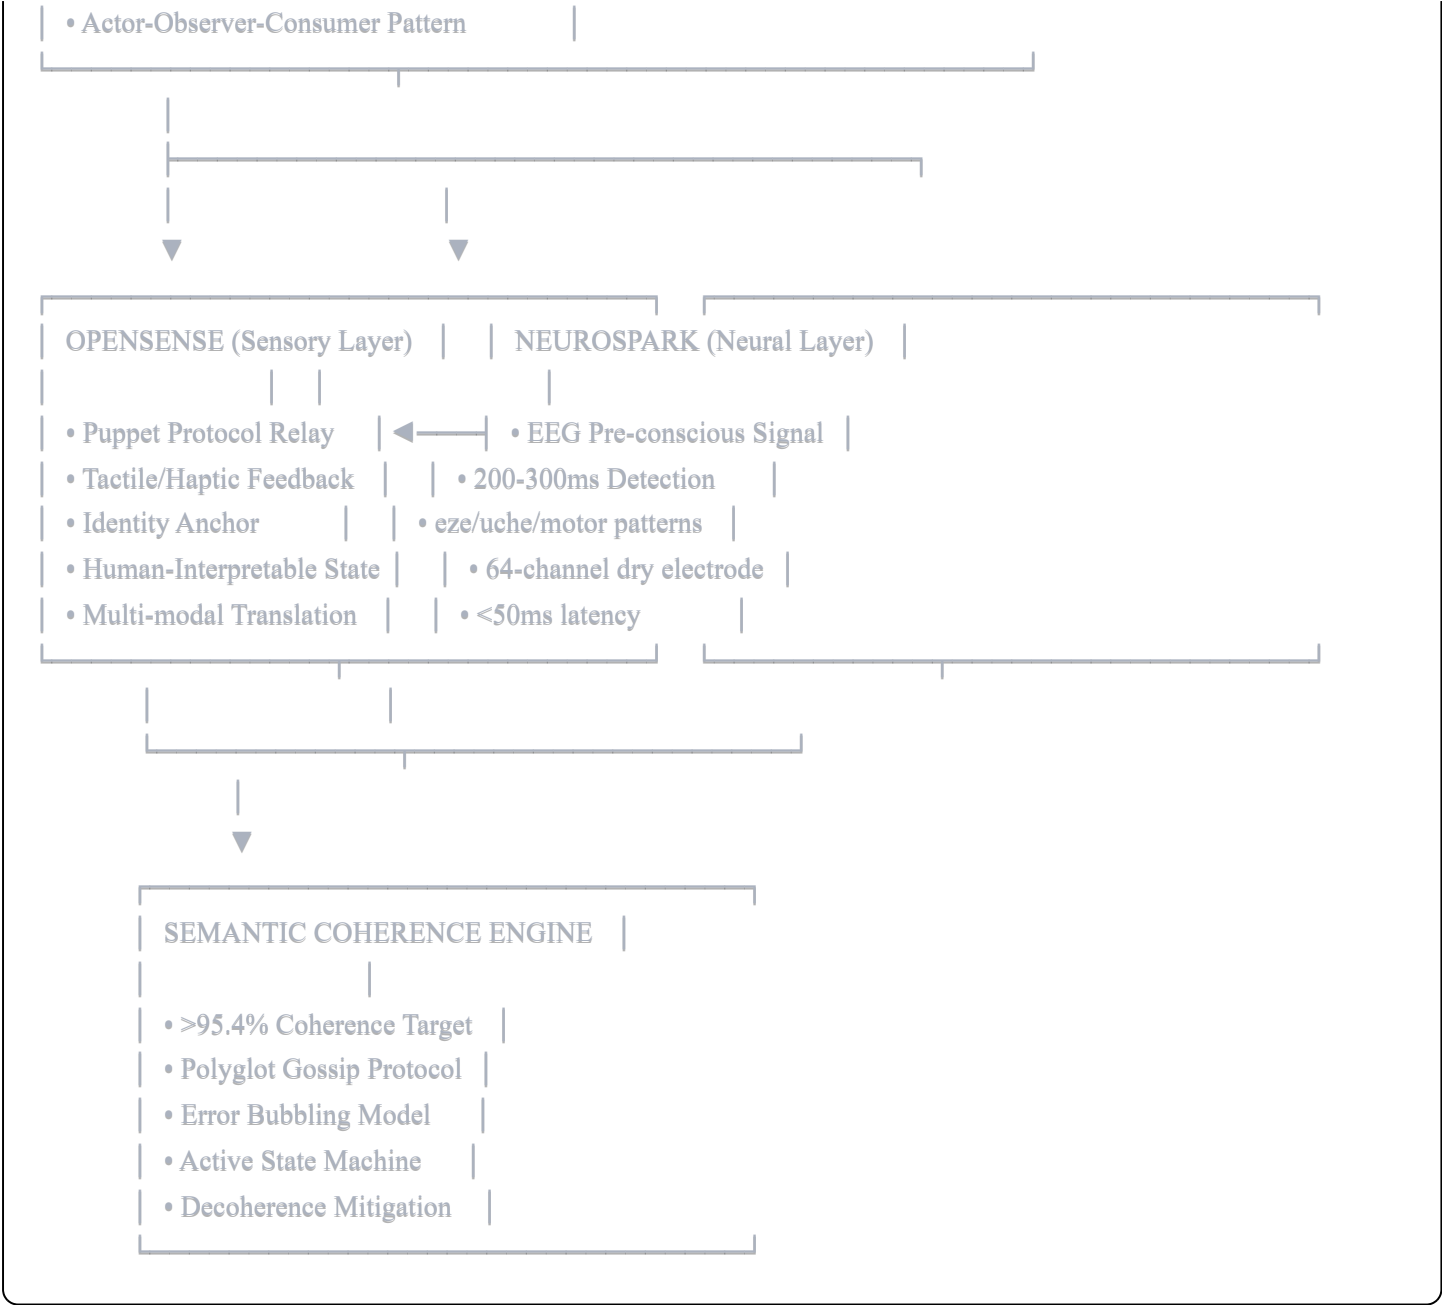 • Actor-Observer-Consumer Pattern
OPENSENSE (Sensory Layer) NEUROSPARK (Neural Layer)
• Puppet Protocol Relay • EEG Pre-conscious Signal
• Tactile/Haptic Feedback • 200-300ms Detection
• Identity Anchor • eze/uche/motor patterns
• Human-Interpretable State • 64-channel dry electrode
• Multi-modal Translation • <50ms latency
SEMANTIC COHERENCE ENGINE
• >95.4% Coherence Target
• Polyglot Gossip Protocol
• Error Bubbling Model
• Active State Machine
• Decoherence Mitigation